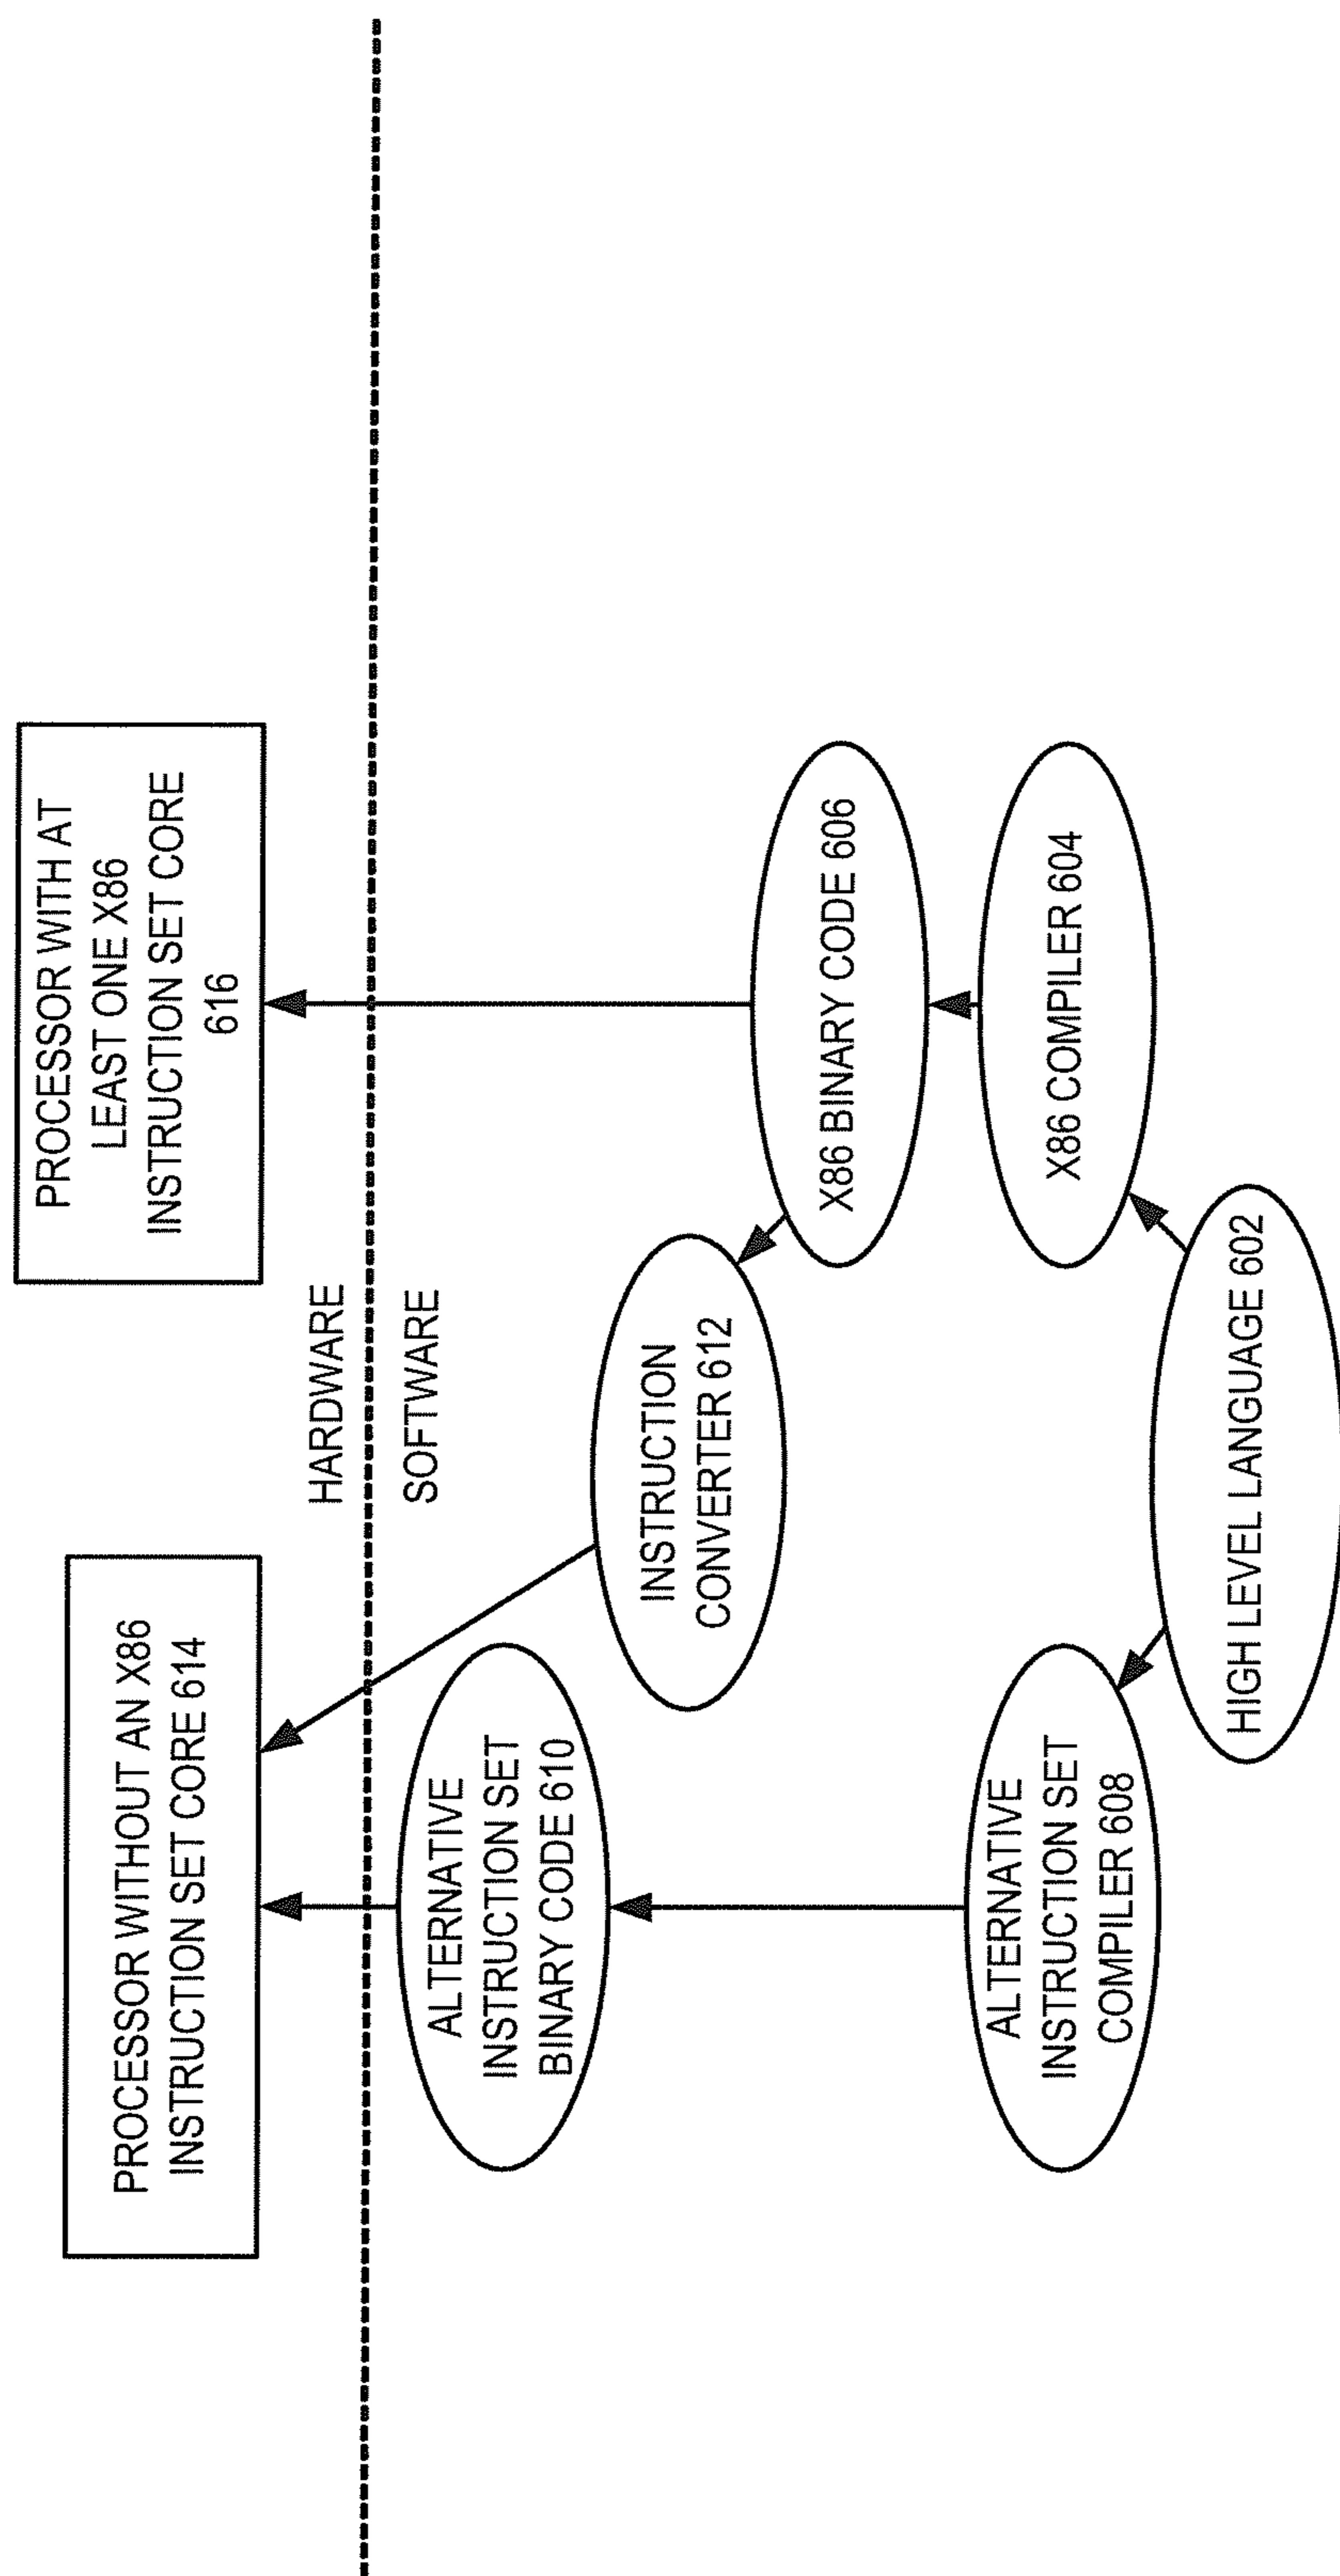 PROCESSOR WITHOUT AN X86
INSTRUCTION SET CORE 614
PROCESSOR WITH AT
LEAST ONE X86
INSTRUCTION SET CORE
616
HARDWARE
SOFTWARE
ALTERNATIVE
INSTRUCTION SET
BINARY CODE 610
INSTRUCTION
CONVERTER 612
X86 BINARY CODE 606
ALTERNATIVE
INSTRUCTION SET
COMPILER 608
X86 COMPILER 604
HIGH LEVEL LANGUAGE 602